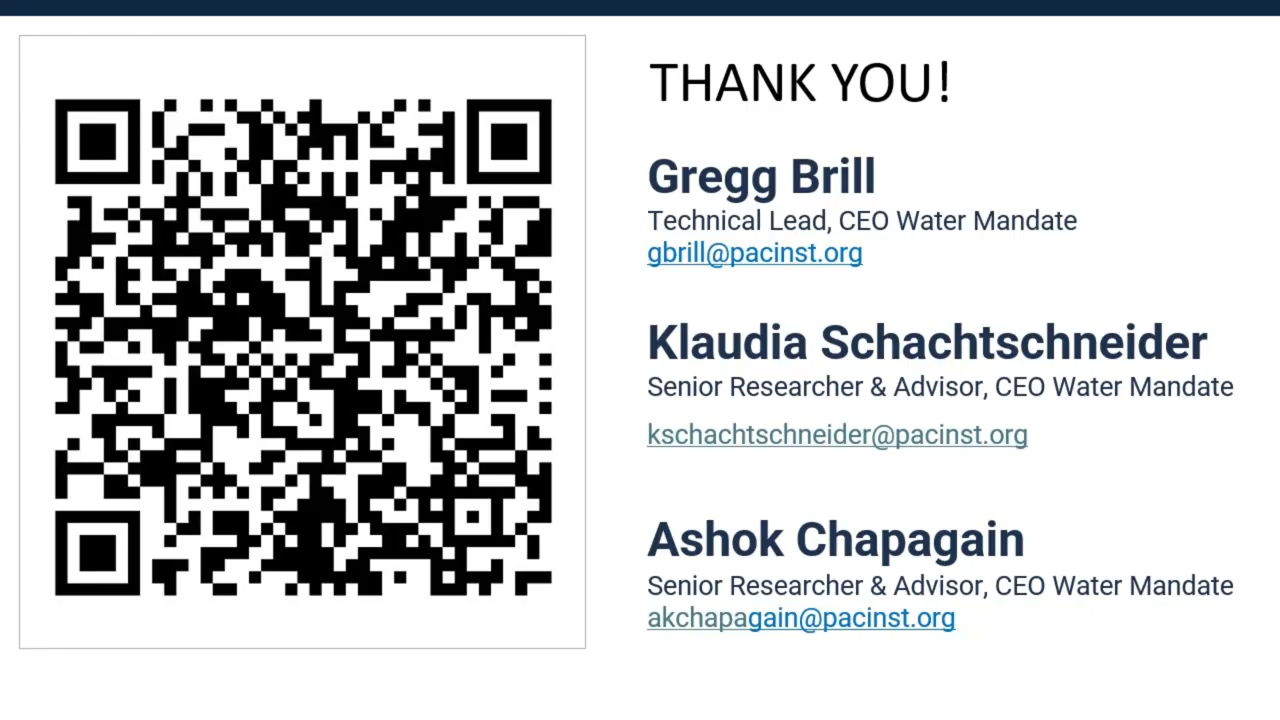 THANK YOU!
Gregg Brill
Technical Lead, CEO Water Mandate
gbrill@pacinst.org
Klaudia Schachtschneider
Senior Researcher & Advisor, CEO Water Mandate
kschachtschneider@pacinst.org
Ashok Chapagain
Senior Researcher & Advisor, CEO Water Mandate
akchapagain@pacinst.org